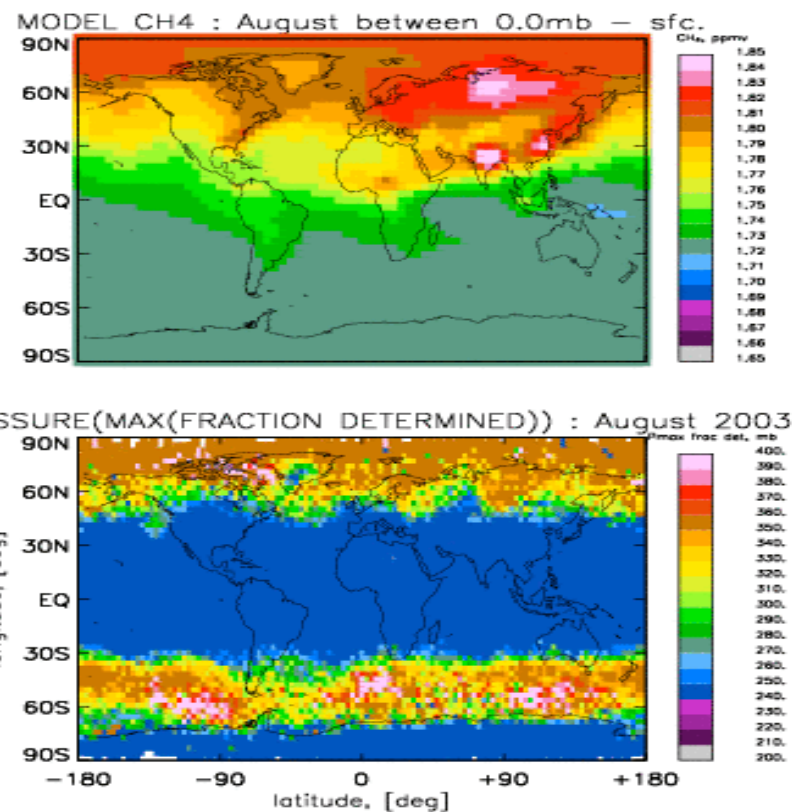 MODEL CH4 : August between 0.0mb – sfc.
CH₄, ppmv
90N
60N
30N
EQ
30S
60S
90S
1.85
1.84
1.83
1.82
1.81
1.80
1.79
1.78
1.77
1.76
1.75
1.74
1.73
1.72
1.71
1.70
1.69
1.68
1.67
1.66
1.65
SSURE(MAX(FRACTION DETERMINED)) : August 2003
Pmax frac det, mb
90N
60N
30N
EQ
30S
60S
90S
400.
390.
380.
370.
360.
350.
340.
330.
320.
310.
300.
290.
280.
270.
260.
250.
240.
230.
220.
210.
200.
−180 −90 0 +90 +180
latitude, [deg]